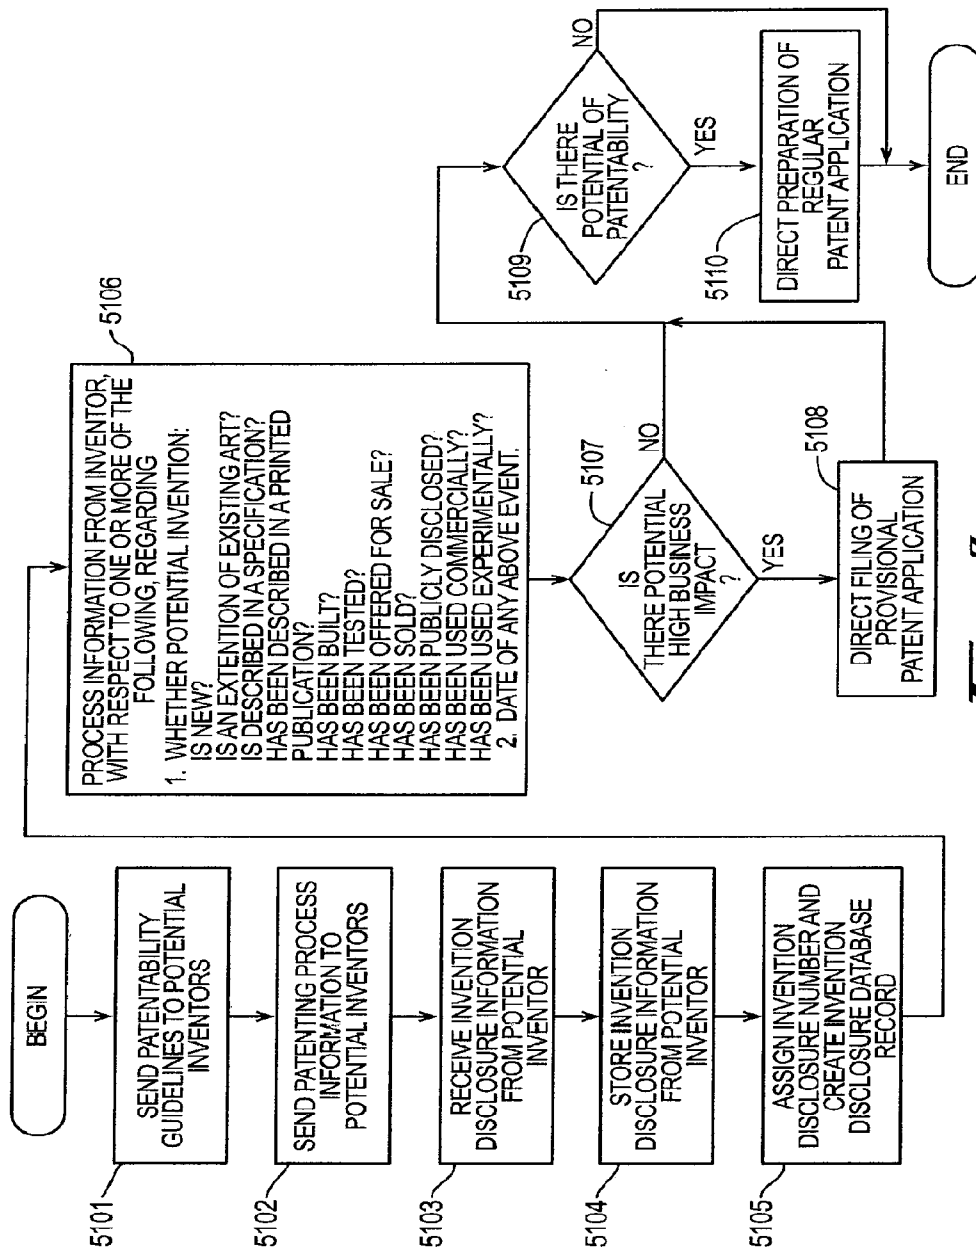 BEGIN
5101
SEND PATENTABILITY
GUIDELINES TO POTENTIAL
INVENTORS
5102
SEND PATENTING PROCESS
INFORMATION TO
POTENTIAL INVENTORS
5103
RECEIVE INVENTION
DISCLOSURE INFORMATION
FROM POTENTIAL
INVENTOR
5104
STORE INVENTION
DISCLOSURE INFORMATION
FROM POTENTIAL
INVENTOR
5105
ASSIGN INVENTION
DISCLOSURE NUMBER AND
CREATE INVENTION
DISCLOSURE DATABASE
RECORD
5106
PROCESS INFORMATION FROM INVENTOR,
WITH RESPECT TO ONE OR MORE OF THE
FOLLOWING, REGARDING
1. WHETHER POTENTIAL INVENTION:
IS NEW?
IS AN EXTENTION OF EXISTING ART?
IS DESCRIBED IN A SPECIFICATION?
HAS BEEN DESCRIBED IN A PRINTED
PUBLICATION?
HAS BEEN BUILT?
HAS BEEN TESTED?
HAS BEEN OFFERED FOR SALE?
HAS BEEN SOLD?
HAS BEEN PUBLICLY DISCLOSED?
HAS BEEN USED COMMERCIALLY?
HAS BEEN USED EXPERIMENTALLY?
2. DATE OF ANY ABOVE EVENT.
5107
IS
THERE POTENTIAL
HIGH BUSINESS
IMPACT
?
NO
YES
5108
DIRECT FILING OF
PROVISIONAL
PATENT APPLICATION
5109
IS THERE
POTENTIAL OF
PATENTABILITY
?
NO
YES
5110
DIRECT PREPARATION OF
REGULAR
PATENT APPLICATION
END